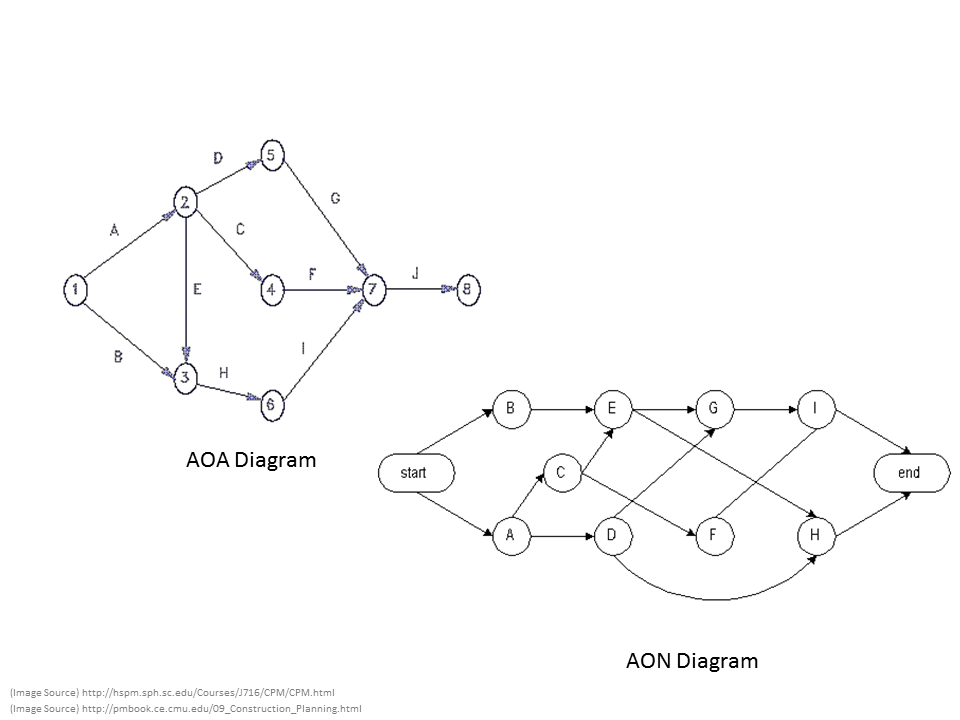 D
5
G
2
A
C
1
E
4
F
7
J
8
B
I
3
H
6
AOA Diagram
B
E
G
I
start
C
end
A
D
F
H
AON Diagram
(Image Source) http://hspm.sph.sc.edu/Courses/J716/CPM/CPM.html
(Image Source) http://pmbook.ce.cmu.edu/09_Construction_Planning.html